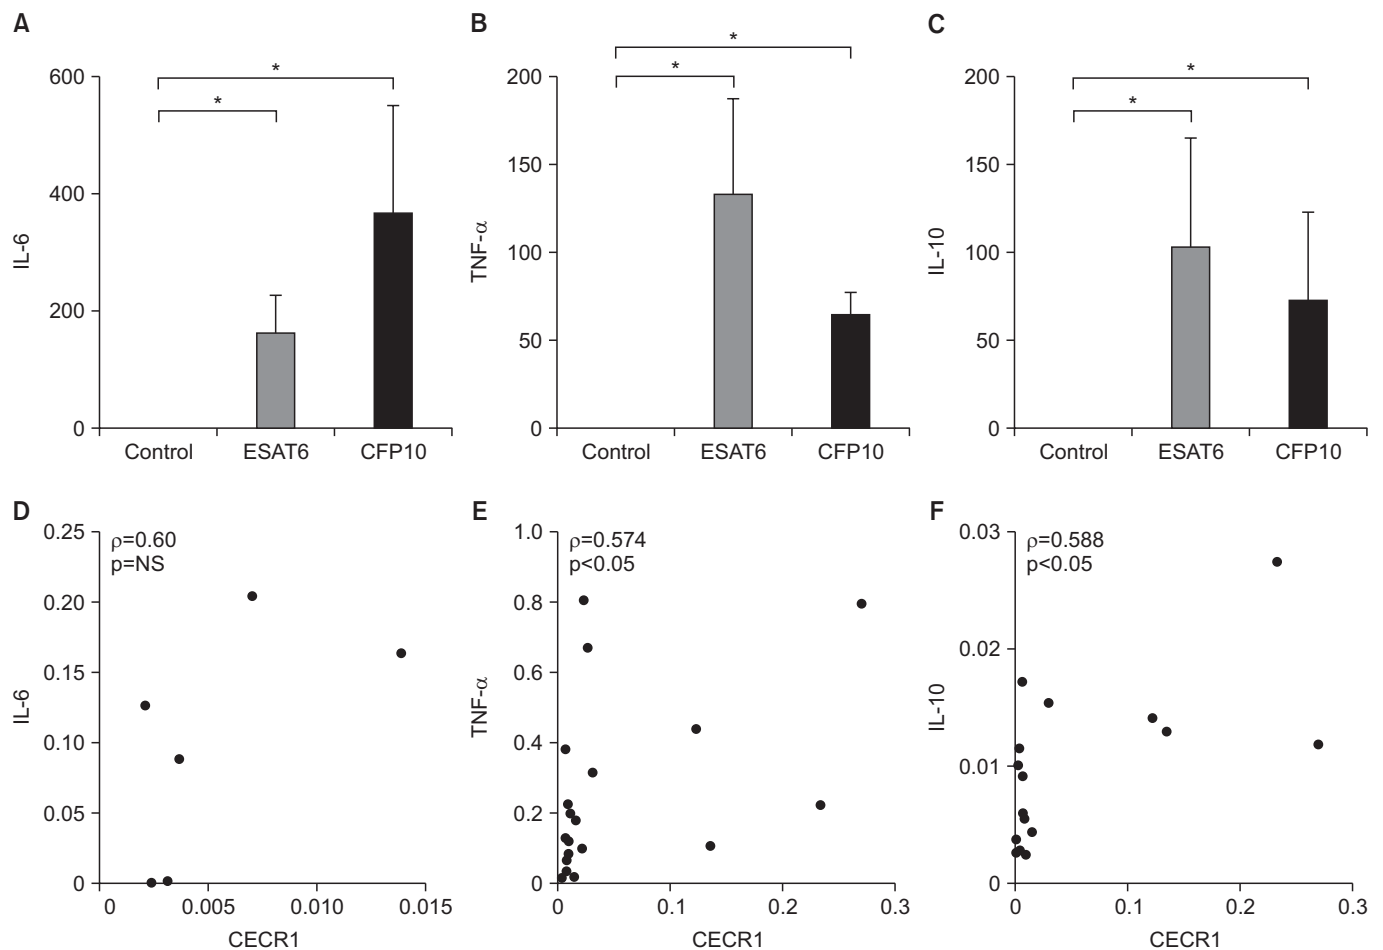 A
B
C
600
400
200
0
IL-6
*
*
Control
ESAT6
CFP10
200
150
100
50
0
TNF-α
*
*
Control
ESAT6
CFP10
200
150
100
50
0
IL-10
*
*
Control
ESAT6
CFP10
D
E
F
ρ=0.60
p=NS
0.25
0.20
0.15
0.10
0.05
0
IL-6
0
0.005
0.010
0.015
CECR1
ρ=0.574
p<0.05
1.0
0.8
0.6
0.4
0.2
0
TNF-α
0
0.1
0.2
0.3
CECR1
ρ=0.588
p<0.05
0.03
0.02
0.01
0
IL-10
0
0.1
0.2
0.3
CECR1